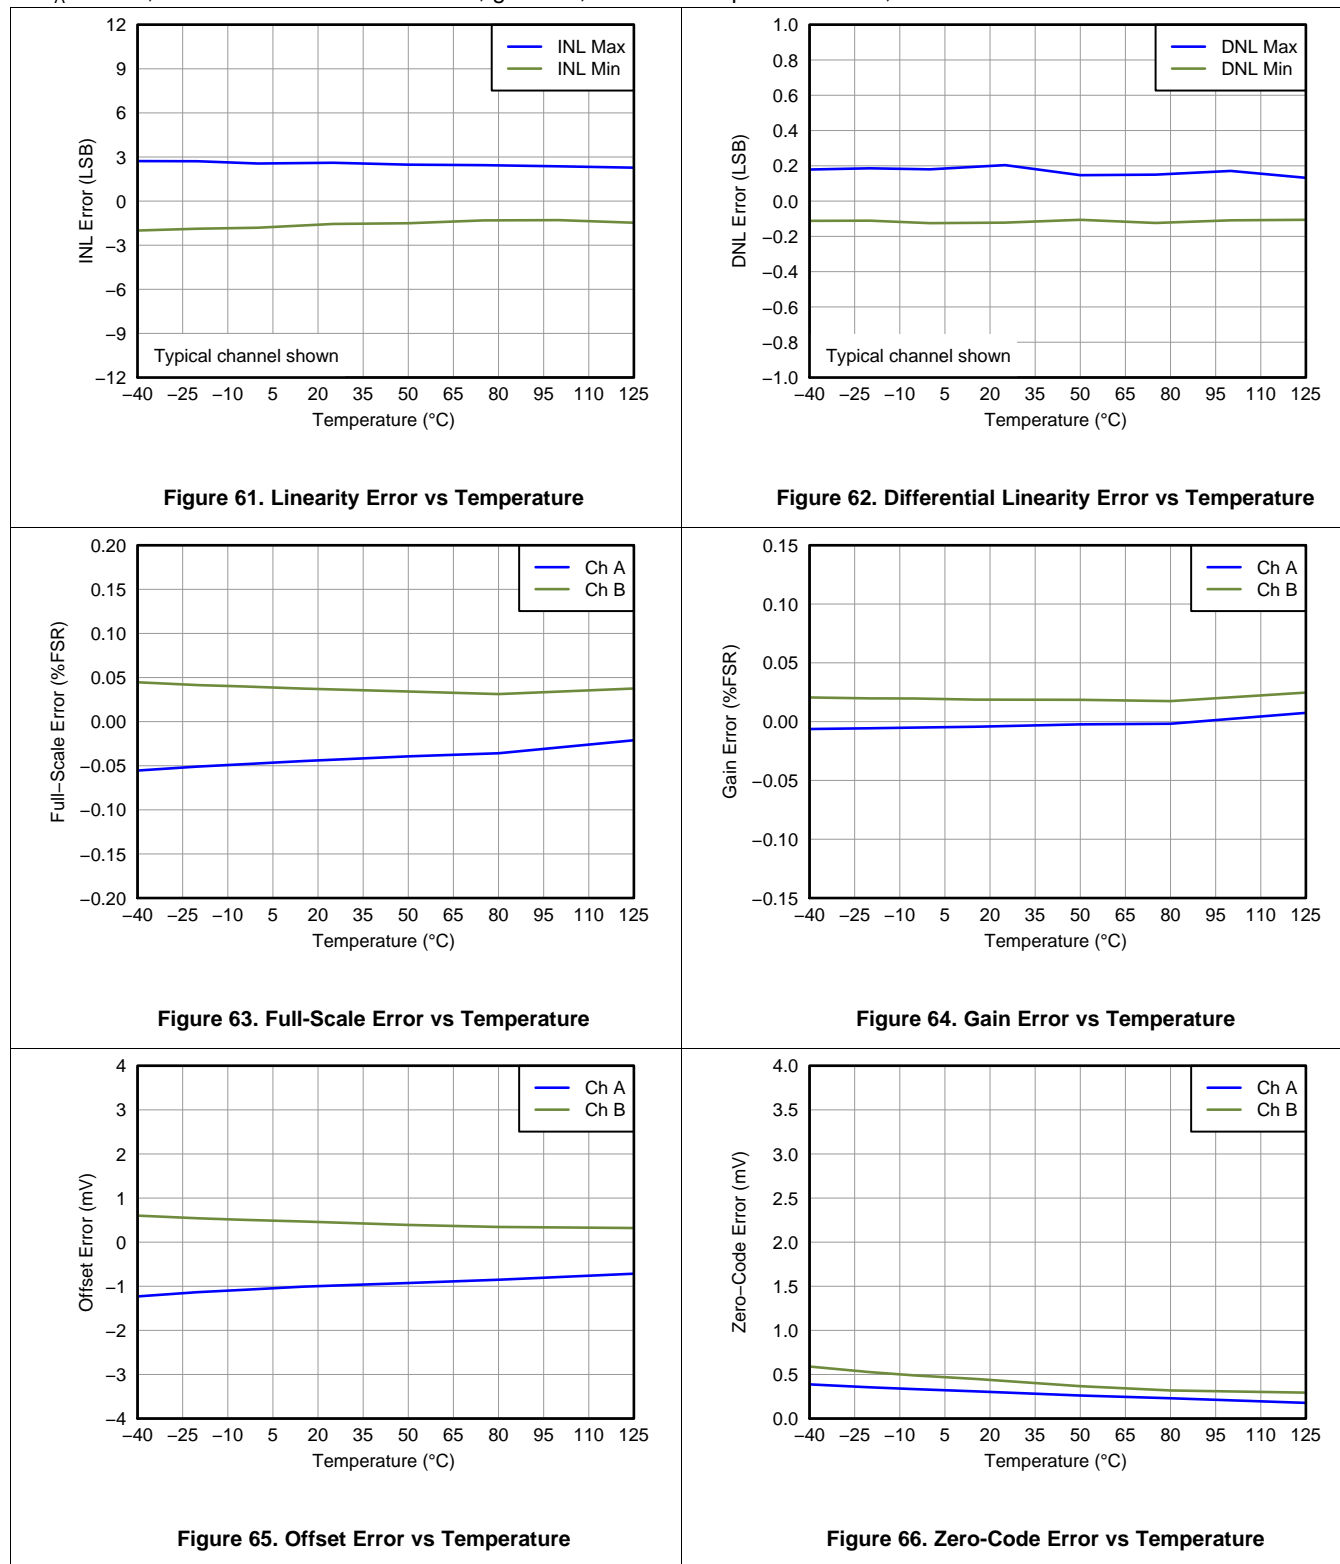 12
9
6
3
0
−3
−6
−9
−12
INL Error (LSB)
INL Max
INL Min
Typical channel shown
−40 −25 −10 5 20 35 50 65 80 95 110 125
Temperature (°C)
Figure 61. Linearity Error vs Temperature
1.0
0.8
0.6
0.4
0.2
0.0
−0.2
−0.4
−0.6
−0.8
−1.0
DNL Error (LSB)
DNL Max
DNL Min
Typical channel shown
−40 −25 −10 5 20 35 50 65 80 95 110 125
Temperature (°C)
Figure 62. Differential Linearity Error vs Temperature
0.20
0.15
0.10
0.05
0.00
−0.05
−0.10
−0.15
−0.20
Full−Scale Error (%FSR)
Ch A
Ch B
−40 −25 −10 5 20 35 50 65 80 95 110 125
Temperature (°C)
Figure 63. Full-Scale Error vs Temperature
0.15
0.10
0.05
0.00
−0.05
−0.10
−0.15
Gain Error (%FSR)
Ch A
Ch B
−40 −25 −10 5 20 35 50 65 80 95 110 125
Temperature (°C)
Figure 64. Gain Error vs Temperature
4
3
2
1
0
−1
−2
−3
−4
Offset Error (mV)
Ch A
Ch B
−40 −25 −10 5 20 35 50 65 80 95 110 125
Temperature (°C)
Figure 65. Offset Error vs Temperature
4.0
3.5
3.0
2.5
2.0
1.5
1.0
0.5
0.0
Zero−Code Error (mV)
Ch A
Ch B
−40 −25 −10 5 20 35 50 65 80 95 110 125
Temperature (°C)
Figure 66. Zero-Code Error vs Temperature